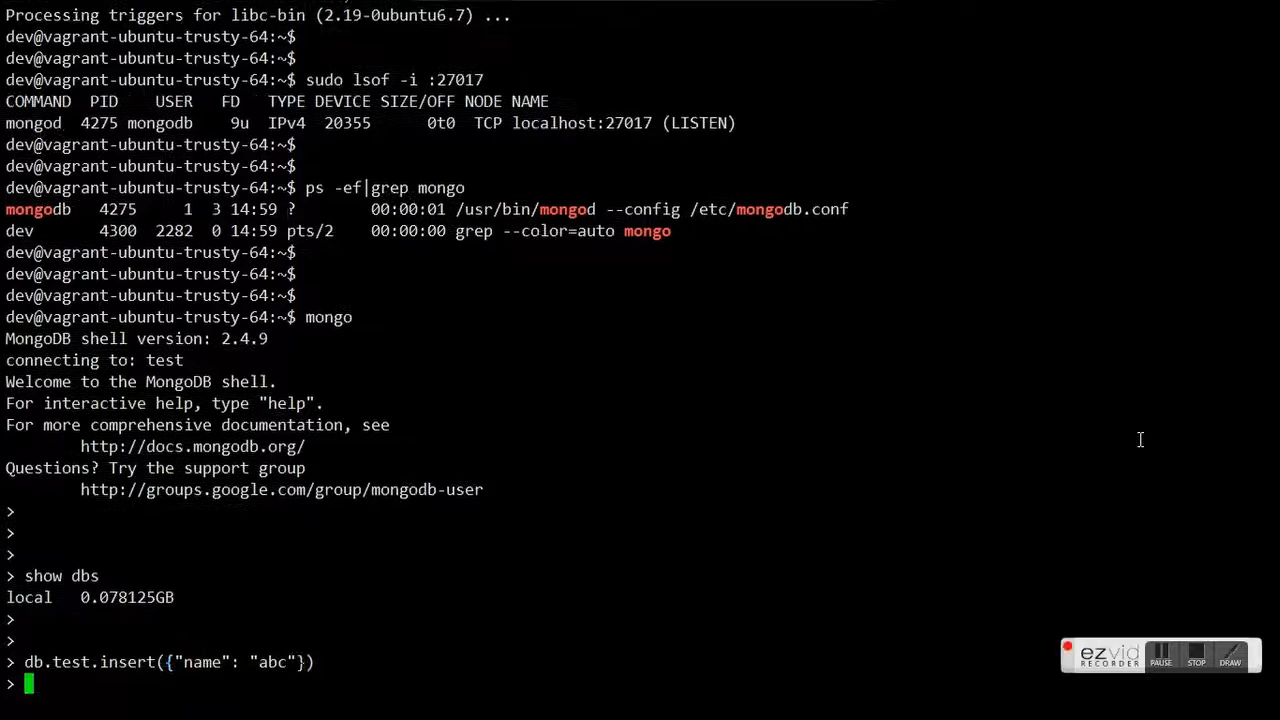 Processing triggers for libc-bin (2.19-0ubuntu6.7) ...
dev@vagrant-ubuntu-trusty-64:~$
dev@vagrant-ubuntu-trusty-64:~$
dev@vagrant-ubuntu-trusty-64:~$ sudo lsof -i :27017
COMMAND  PID    USER   FD   TYPE DEVICE SIZE/OFF NODE NAME
mongod  4275 mongodb    9u  IPv4  20355      0t0  TCP localhost:27017 (LISTEN)
dev@vagrant-ubuntu-trusty-64:~$
dev@vagrant-ubuntu-trusty-64:~$
dev@vagrant-ubuntu-trusty-64:~$ ps -ef|grep mongo
mongodb   4275     1  3 14:59 ?        00:00:01 /usr/bin/mongod --config /etc/mongodb.conf
dev       4300  2282  0 14:59 pts/2    00:00:00 grep --color=auto mongo
dev@vagrant-ubuntu-trusty-64:~$
dev@vagrant-ubuntu-trusty-64:~$
dev@vagrant-ubuntu-trusty-64:~$
dev@vagrant-ubuntu-trusty-64:~$ mongo
MongoDB shell version: 2.4.9
connecting to: test
Welcome to the MongoDB shell.
For interactive help, type "help".
For more comprehensive documentation, see
        http://docs.mongodb.org/
Questions? Try the support group
        http://groups.google.com/group/mongodb-user
>
>
>
> show dbs
local   0.078125GB
>
>
> db.test.insert({"name": "abc"})
>
ezvid
RECORDER
PAUSE STOP DRAW